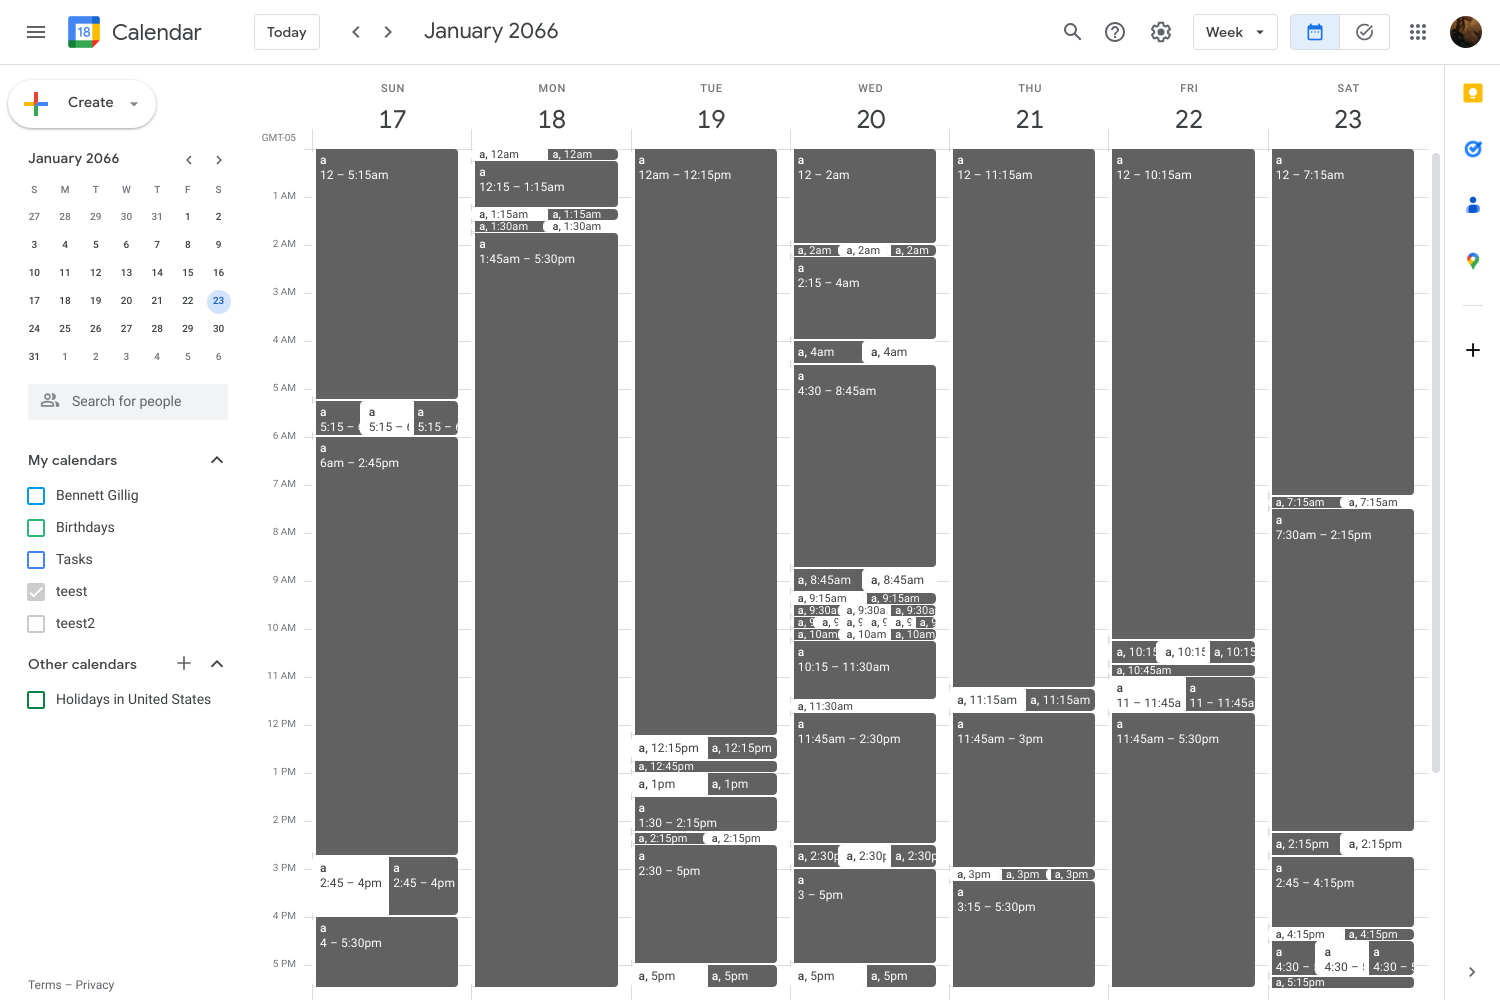 18 Calendar
Today
January 2066
Week
Create
January 2066
S M T W T F S
27 28 29 30 31 1 2
3 4 5 6 7 8 9
10 11 12 13 14 15 16
17 18 19 20 21 22 23
24 25 26 27 28 29 30
31 1 2 3 4 5 6
Search for people
My calendars
Bennett Gillig
Birthdays
Tasks
teest
teest2
Other calendars
Holidays in United States
Terms – Privacy
GMT-05
1 AM
2 AM
3 AM
4 AM
5 AM
6 AM
7 AM
8 AM
9 AM
10 AM
11 AM
12 PM
1 PM
2 PM
3 PM
4 PM
5 PM
SUN
17
a
12 – 5:15am
a
5:15 –
a
5:15 –
a
5:15 –
a
6am – 2:45pm
a
2:45 – 4pm
a
2:45 – 4pm
a
4 – 5:30pm
MON
18
a, 12am
a, 12am
a
12:15 – 1:15am
a, 1:15am
a, 1:15am
a, 1:30am
a, 1:30am
a
1:45am – 5:30pm
TUE
19
a
12am – 12:15pm
a, 12:15pm
a, 12:15pm
a, 12:45pm
a, 1pm
a, 1pm
a
1:30 – 2:15pm
a, 2:15pm
a, 2:15pm
a
2:30 – 5pm
a, 5pm
a, 5pm
WED
20
a
12 – 2am
a, 2am
a, 2am
a, 2am
a
2:15 – 4am
a, 4am
a, 4am
a
4:30 – 8:45am
a, 8:45am
a, 8:45am
a, 9:15am
a, 9:15am
a, 9:30a
a, 9:30a
a, 9:30a
a, 9
a, 9
a, 9
a, 9
a, 9
a, 9
a, 10am
a, 10am
a, 10am
a
10:15 – 11:30am
a, 11:30am
a
11:45am – 2:30pm
a, 2:30p
a, 2:30p
a, 2:30p
a
3 – 5pm
a, 5pm
a, 5pm
THU
21
a
12 – 11:15am
a, 11:15am
a, 11:15am
a
11:45am – 3pm
a, 3pm
a, 3pm
a, 3pm
a
3:15 – 5:30pm
FRI
22
a
12 – 10:15am
a, 10:15
a, 10:15
a, 10:15
a, 10:45am
a
11 – 11:45a
a
11 – 11:45a
a
11:45am – 5:30pm
SAT
23
a
12 – 7:15am
a, 7:15am
a, 7:15am
a
7:30am – 2:15pm
a, 2:15pm
a, 2:15pm
a
2:45 – 4:15pm
a, 4:15pm
a, 4:15pm
a
4:30 –
a
4:30 –
a
4:30 –
a, 5:15pm